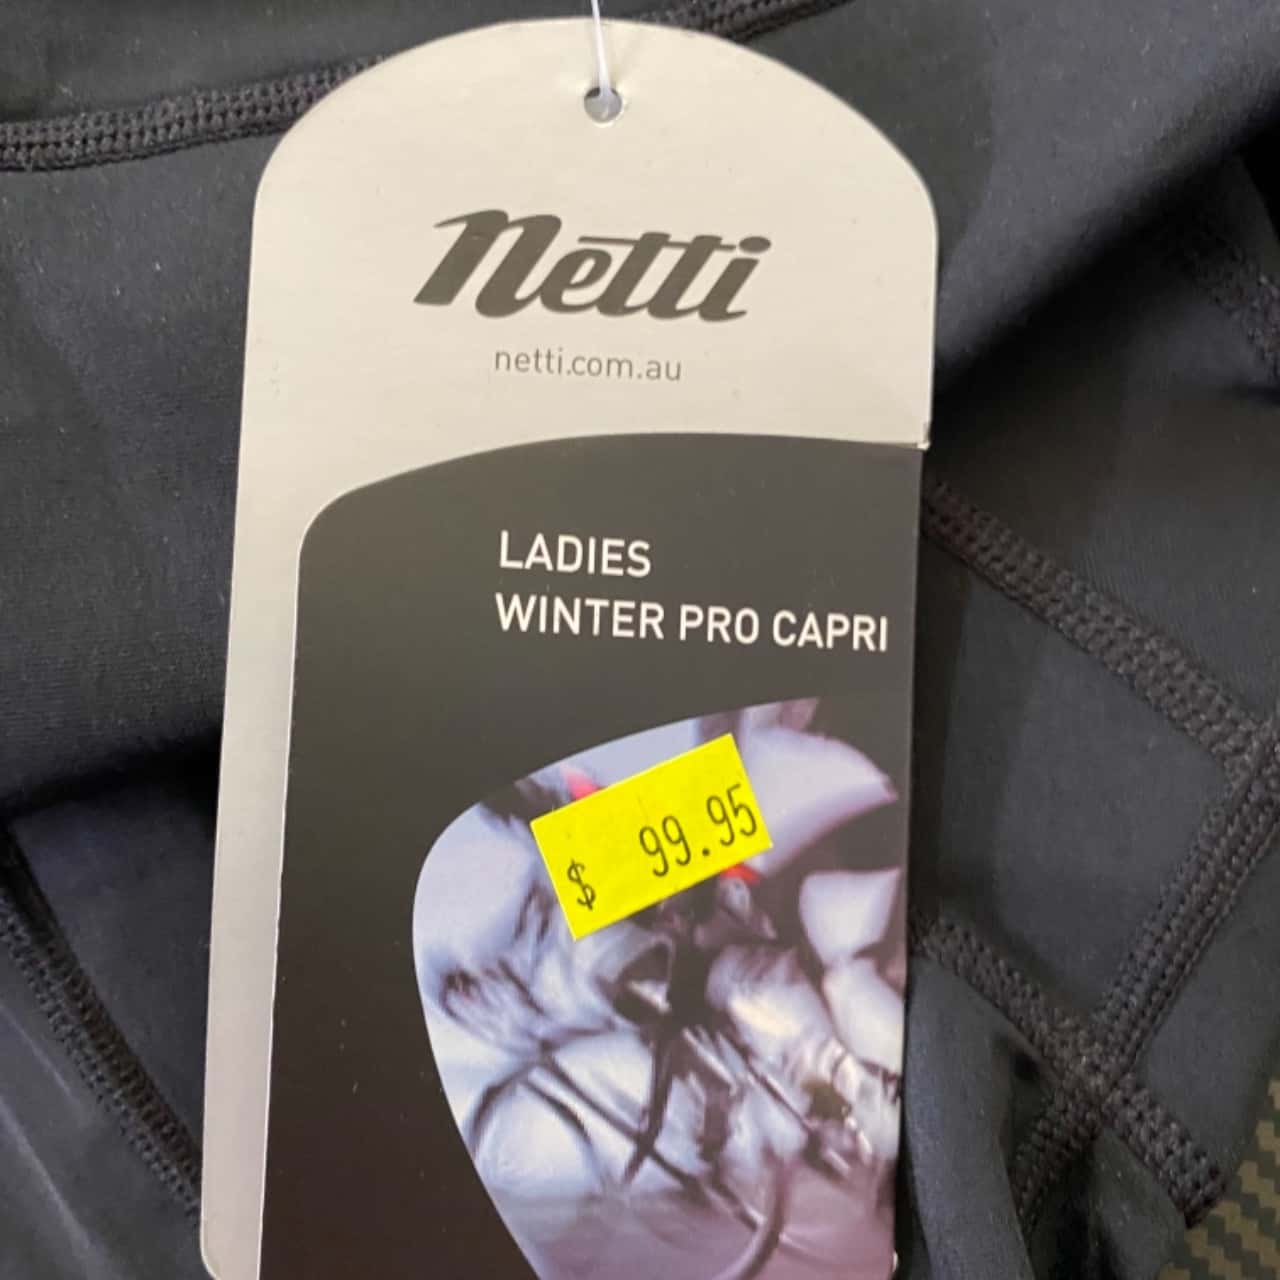 netti
netti.com.au
LADIES
WINTER PRO CAPRI
$ 99.95